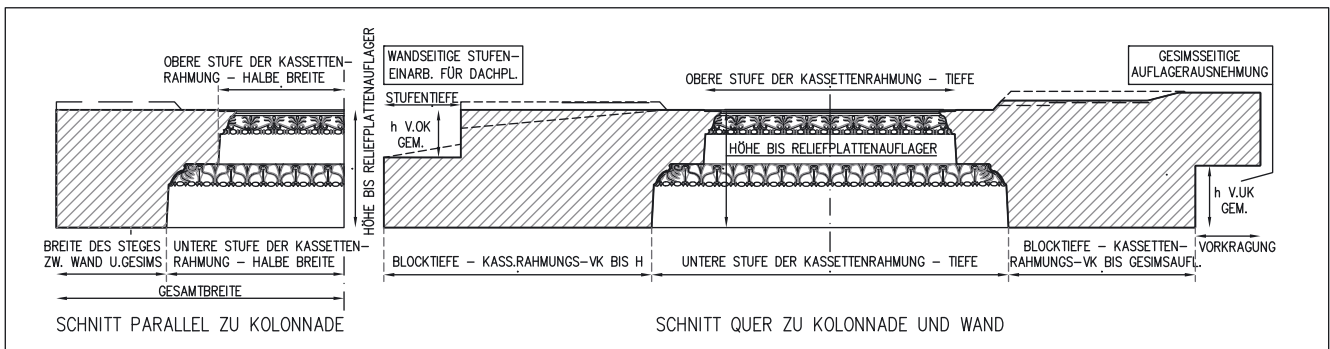 OBERE STUFE DER KASSETTEN-
RAHMUNG - HALBE BREITE
BREITE DES STEGES
ZW. WAND U.GESIMS
UNTERE STUFE DER KASSETTEN-
RAHMUNG - HALBE BREITE
GESAMTBREITE
SCHNITT PARALLEL ZU KOLONNADE
HÖHE BIS RELIEFPLATTENAUFLAGER
WANDSEITIGE STUFEN-
EINARB. FÜR DACHPL.
STUFENTIEFE
h V.OK
GEM.
OBERE STUFE DER KASSETTENRAHMUNG - TIEFE
HÖHE BIS RELIEFPLATTENAUFLAGER
GESIMSSEITIGE
AUFLAGERAUSNEHMUNG
h V.UK
GEM.
VORKRAGUNG
BLOCKTIEFE - KASS.RAHMUNGS-VK BIS H
UNTERE STUFE DER KASSETTENRAHMUNG - TIEFE
BLOCKTIEFE - KASSETTEN-
RAHMUNGS-VK BIS GESIMSAUFL.
SCHNITT QUER ZU KOLONNADE UND WAND